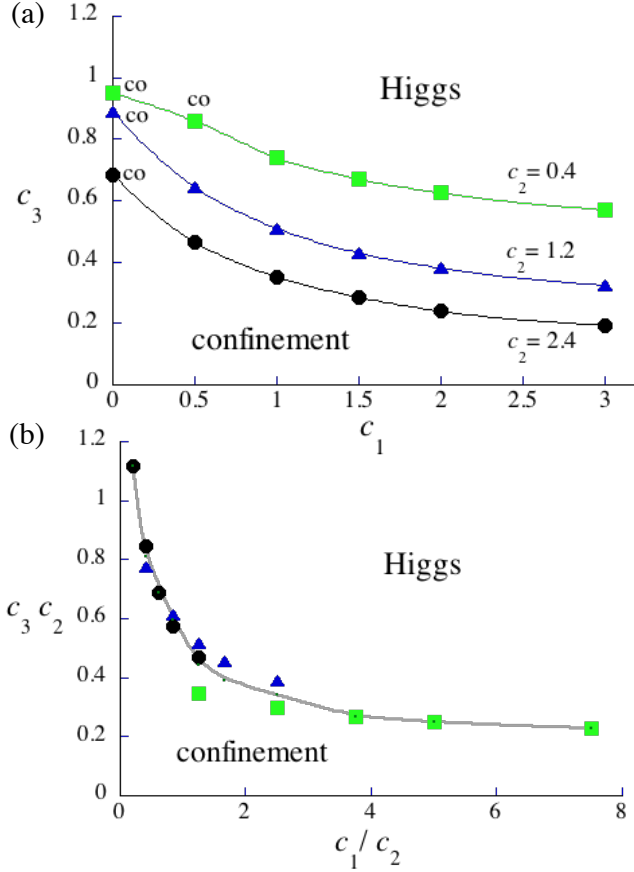 (a)
1.2
1
0.8
0.6
0.4
0.2
0
c₃
co
co
co
co
Higgs
c₂ = 0.4
c₂ = 1.2
c₂ = 2.4
confinement
0 0.5 1 1.5 2 2.5 3
c₁
(b)
1.2
1
0.8
0.6
0.4
0.2
0
c₃ c₂
Higgs
confinement
0 2 4 6 8
c₁/ c₂